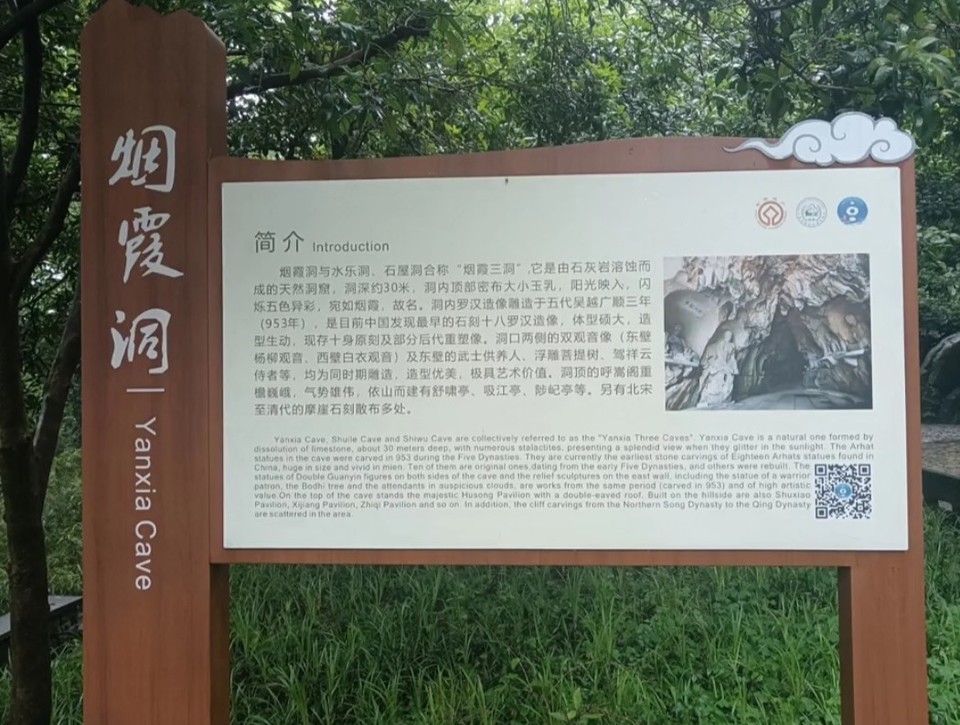 烟霞洞
Yanxia Cave
简介 Introduction
烟霞洞与水乐洞、石屋洞合称“烟霞三洞”,它是由石灰岩溶蚀而
成的天然洞窟，洞深约30米，洞内顶部密布大小玉乳，阳光映入，闪
烁五色异彩，宛如烟霞，故名。洞内罗汉造像雕造于五代吴越广顺三年
（953年），是目前中国发现最早的石刻十八罗汉造像，体型硕大，造
型生动，现存十身原刻及部分后代重塑像。洞口两侧的双观音像（东壁
杨柳观音、西壁白衣观音）及东壁的武士供养人、浮雕菩提树、驾祥云
侍者等，均为同时期雕造，造型优美，极具艺术价值。洞顶的呼嵩阁重
檐巍峨，气势雄伟，依山而建有舒啸亭、吸江亭、陟屺亭等。另有北宋
至清代的摩崖石刻散布多处。
Yanxia Cave, Shuile Cave and Shiwu Cave are collectively referred to as the "Yanxia Three Caves". Yanxia Cave is a natural one formed by
dissolution of limestone, about 30 meters deep, with numerous stalactites, presenting a splendid view when they glitter in the sunlight. The Arhat
statues in the cave were carved in 953 during the Five Dynasties. They are currently the earliest stone carvings of Eighteen Arhats statues found in
China, huge in size and vivid in mien. Ten of them are original ones,dating from the early Five Dynasties, and others were rebuilt. The
statues of Double Guanyin figures on both sides of the cave and the relief sculptures on the east wall, including the statue of a warrior
patron, the Bodhi tree and the attendants in auspicious clouds, are works from the same period (carved in 953) and of high artistic
value.On the top of the cave stands the majestic Husong Pavilion with a double-eaved roof. Built on the hillside are also Shuxiao
Pavilion, Xijiang Pavilion, Zhiqi Pavilion and so on. In addition, the cliff carvings from the Northern Song Dynasty to the Qing Dynasty
are scattered in the area.